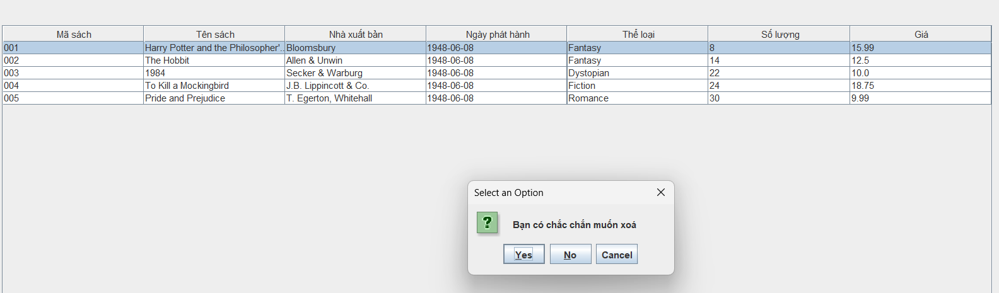 Mã sách Tên sách Nhà xuất bản Ngày phát hành Thể loại Số lượng Giá
001 Harry Potter and the Philosopher'... Bloomsbury 1948-06-08 Fantasy 8 15.99
002 The Hobbit Allen & Unwin 1948-06-08 Fantasy 14 12.5
003 1984 Secker & Warburg 1948-06-08 Dystopian 22 10.0
004 To Kill a Mockingbird J.B. Lippincott & Co. 1948-06-08 Fiction 24 18.75
005 Pride and Prejudice T. Egerton, Whitehall 1948-06-08 Romance 30 9.99
Select an Option
Bạn có chắc chắn muốn xoá
Yes No Cancel